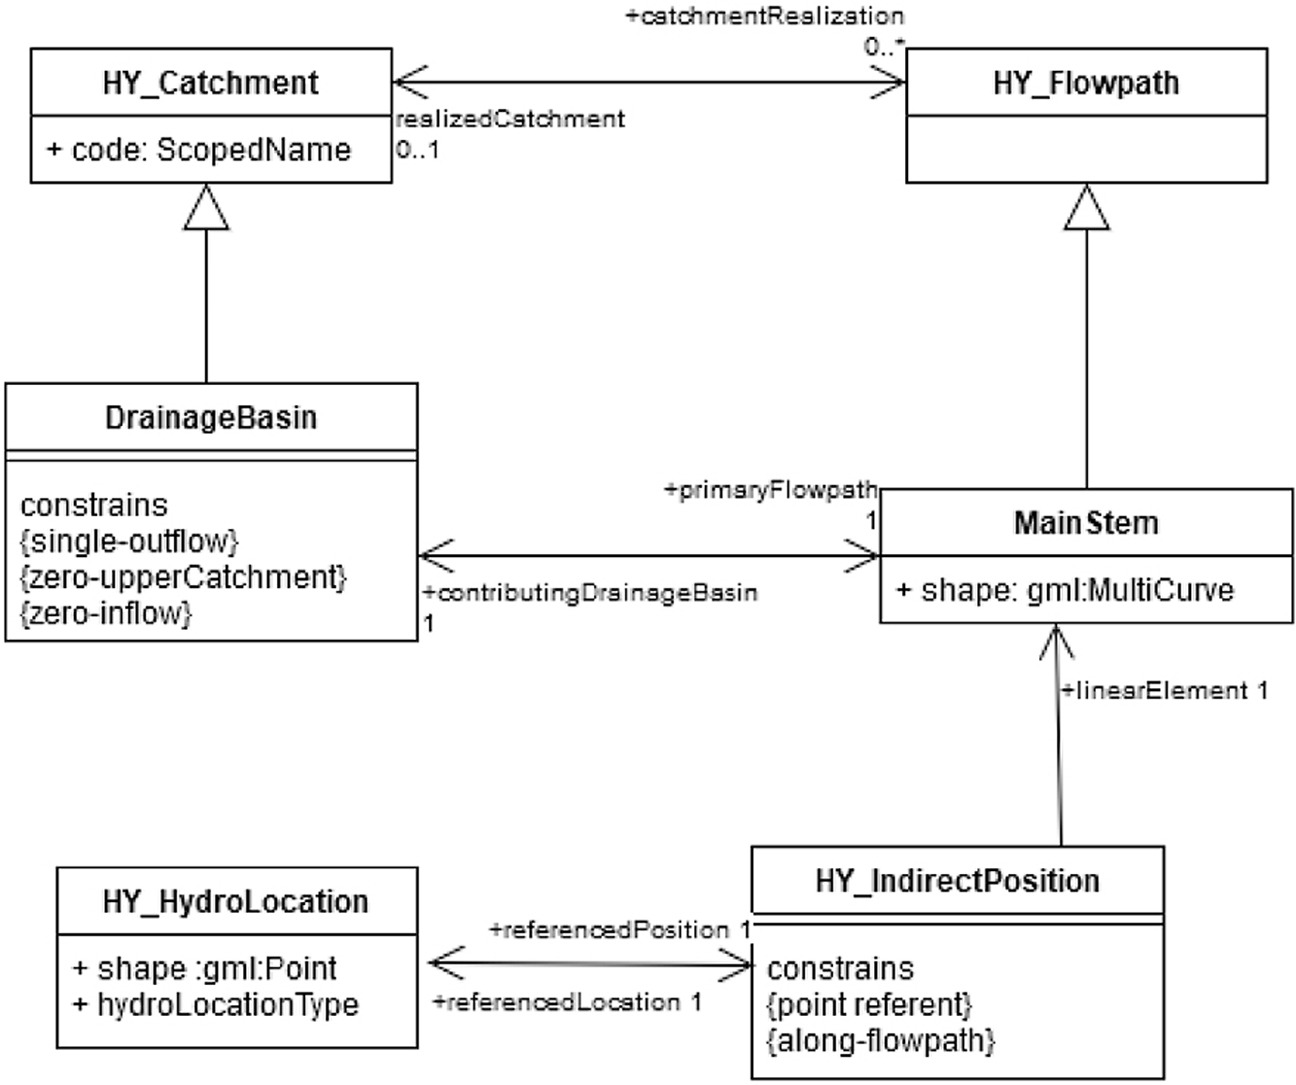 +catchmentRealization
0..*
HY_Catchment
HY_Flowpath
realizedCatchment
+ code: ScopedName
0..1
DrainageBasin
constrains
{single-outflow}
{zero-upperCatchment}
{zero-inflow}
+primaryFlowpath
1
MainStem
+contributingDrainageBasin
1
+ shape: gml:MultiCurve
+linearElement 1
HY_HydroLocation
+ shape :gml:Point
+ hydroLocationType
+referencedPosition 1
+referencedLocation 1
HY_IndirectPosition
constrains
{point referent}
{along-flowpath}